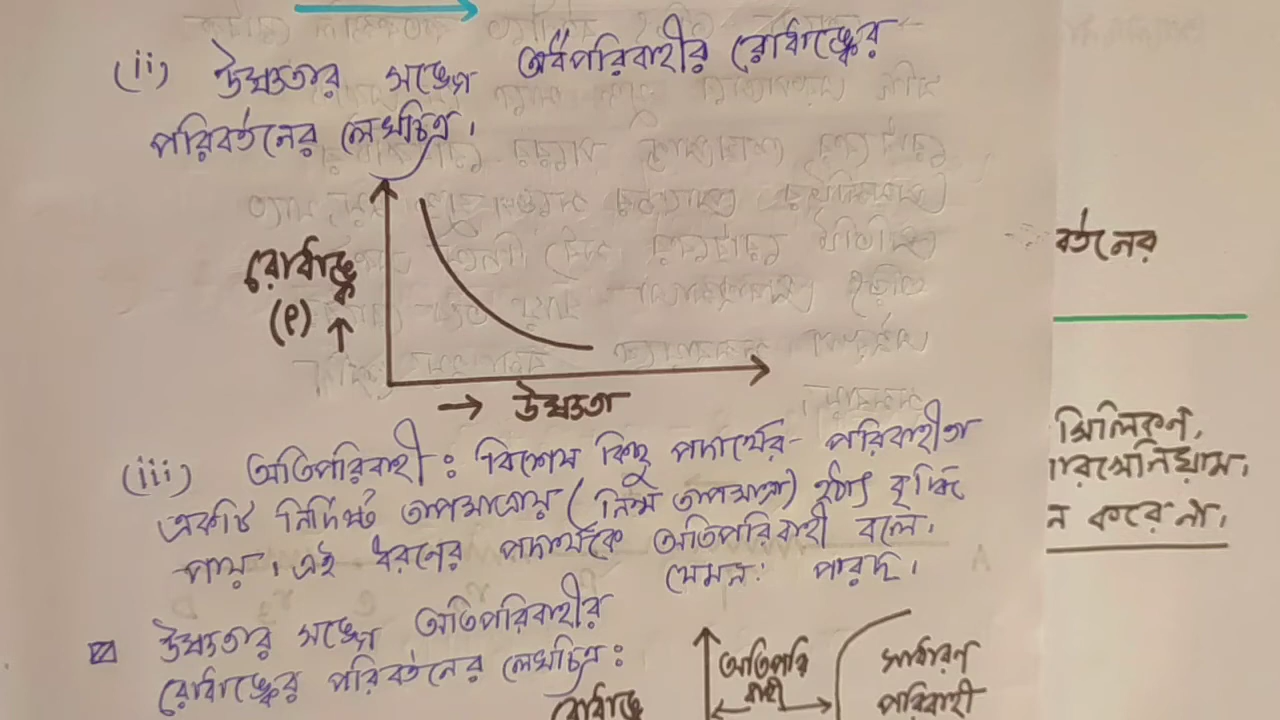 (ii) উষ্ণতার সঙ্গে অর্ধপরিবাহীর রোধাঙ্কের
পরিবর্তনের লেখচিত্র।
রোধাঙ্ক
(ρ)
উষ্ণতা
(iii) অতিপরিবাহী : বিশেষ কিছু পদার্থের পরিবাহীতা
একটি নির্দিষ্ট তাপমাত্রায় (নিম্ন তাপমাত্রা) হঠাৎ বৃদ্ধি
পায়। এই ধরনের পদার্থকে অতিপরিবাহী বলে।
যেমন: পারদ।
উষ্ণতার সঙ্গে অতিপরিবাহীর
রোধাঙ্কের পরিবর্তনের লেখচিত্র :
অতিপরি
বাহী
সাধারণ
পরিবাহী
রোধাঙ্ক
র্তনের
সিলিকন,
ন করেনা।